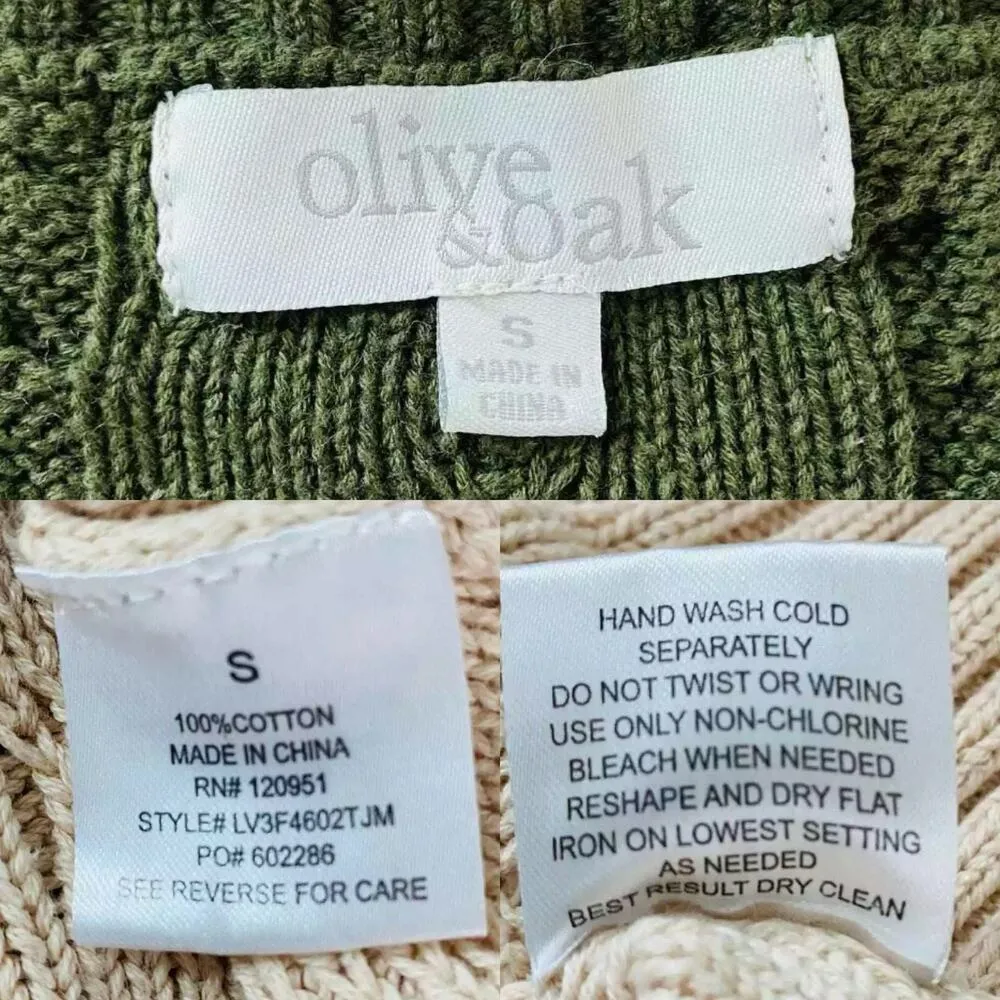 olive
&oak
S
MADE IN
CHINA
S
100%COTTON
MADE IN CHINA
RN# 120951
STYLE# LV3F4602TJM
PO# 602286
SEE REVERSE FOR CARE
HAND WASH COLD
SEPARATELY
DO NOT TWIST OR WRING
USE ONLY NON-CHLORINE
BLEACH WHEN NEEDED
RESHAPE AND DRY FLAT
IRON ON LOWEST SETTING
AS NEEDED
BEST RESULT DRY CLEAN